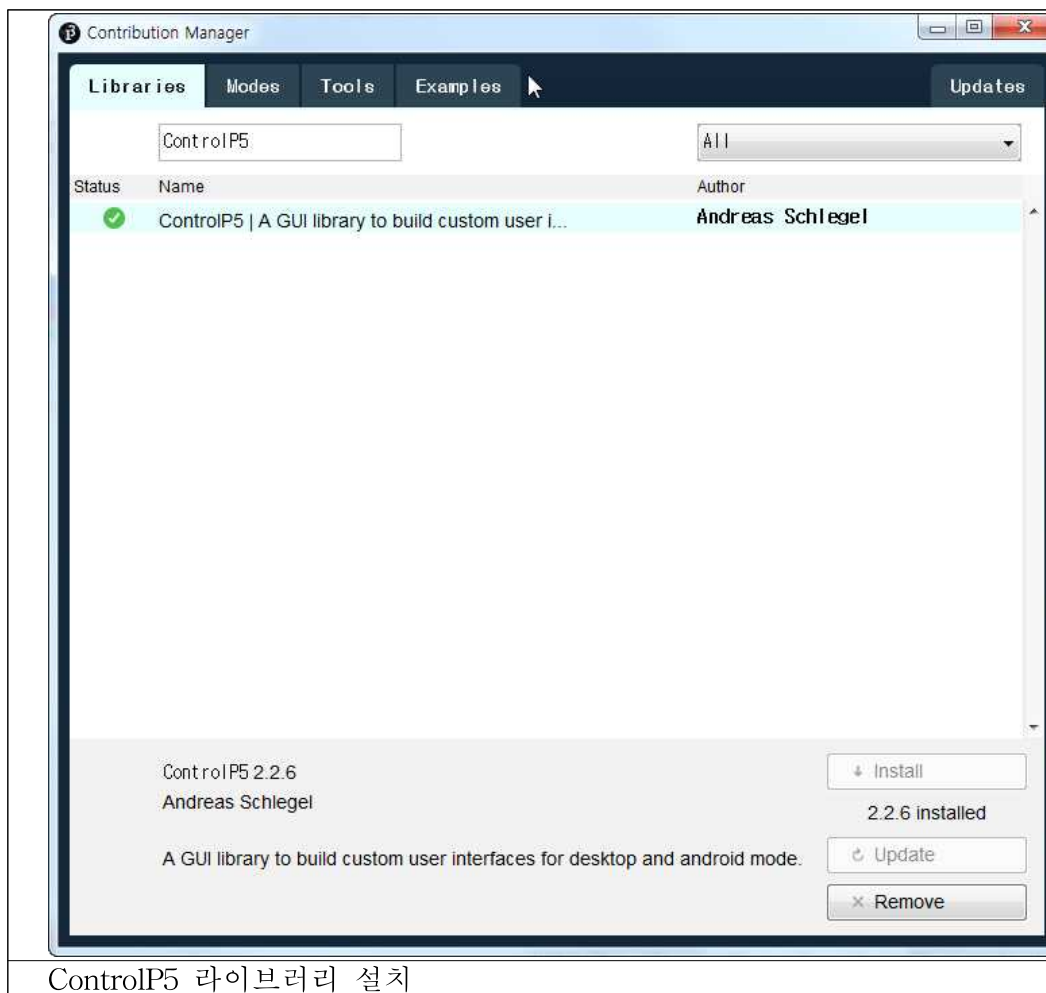 Contribution Manager
Libraries Modes Tools Examples Updates
ControlP5 All
Status Name Author
ControlP5 | A GUI library to build custom user i... Andreas Schlegel
ControlP5 2.2.6
Andreas Schlegel
Install
2.2.6 installed
A GUI library to build custom user interfaces for desktop and android mode.
Update
Remove
ControlP5 라이브러리 설치